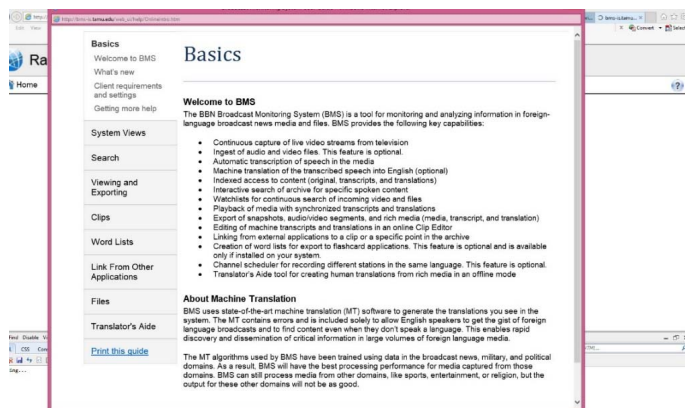 Basics
Welcome to BMS
What's new
Client requirements
and settings
Getting more help
System Views
Search
Viewing and
Exporting
Clips
Word Lists
Link From Other
Applications
Files
Translator's Aide
Print this guide
Basics
Welcome to BMS
The BBN Broadcast Monitoring System (BMS) is a tool for monitoring and analyzing information in foreign-
language broadcast news media and files. BMS provides the following key capabilities:
• Continuous capture of live video streams from television
• Ingest of audio and video files. This feature is optional.
• Automatic transcription of speech in the media
• Machine translation of the transcribed speech into English (optional)
• Indexed access to content (original, transcripts, and translations)
• Interactive search of archive for specific spoken content
• Watchlists for continuous search of incoming video and files
• Playback of media with synchronized transcripts and translations
• Export of snapshots, audio/video segments, and rich media (media, transcript, and translation)
• Editing of machine transcripts and translations in an online Clip Editor
• Linking from external applications to a clip or a specific point in the archive
• Creation of word lists for export to flashcard applications. This feature is optional and is available
only if installed on your system.
• Channel scheduler for recording different stations in the same language. This feature is optional.
• Translator's Aide tool for creating human translations from rich media in an offline mode
About Machine Translation
BMS uses state-of-the-art machine translation (MT) software to generate the translations you see in the
system. The MT contains errors and is included solely to allow English speakers to get the gist of foreign
language broadcasts and to find content even when they don't speak a language. This enables rapid
discovery and dissemination of critical information in large volumes of foreign language media.
The MT algorithms used by BMS have been trained using data in the broadcast news, military, and political
domains. As a result, BMS will have the best processing performance for media captured from those
domains. BMS can still process media from other domains, like sports, entertainment, or religion, but the
output for these other domains will not be as good.
Ra
Home
Convert
Select
Find Disable
CSS